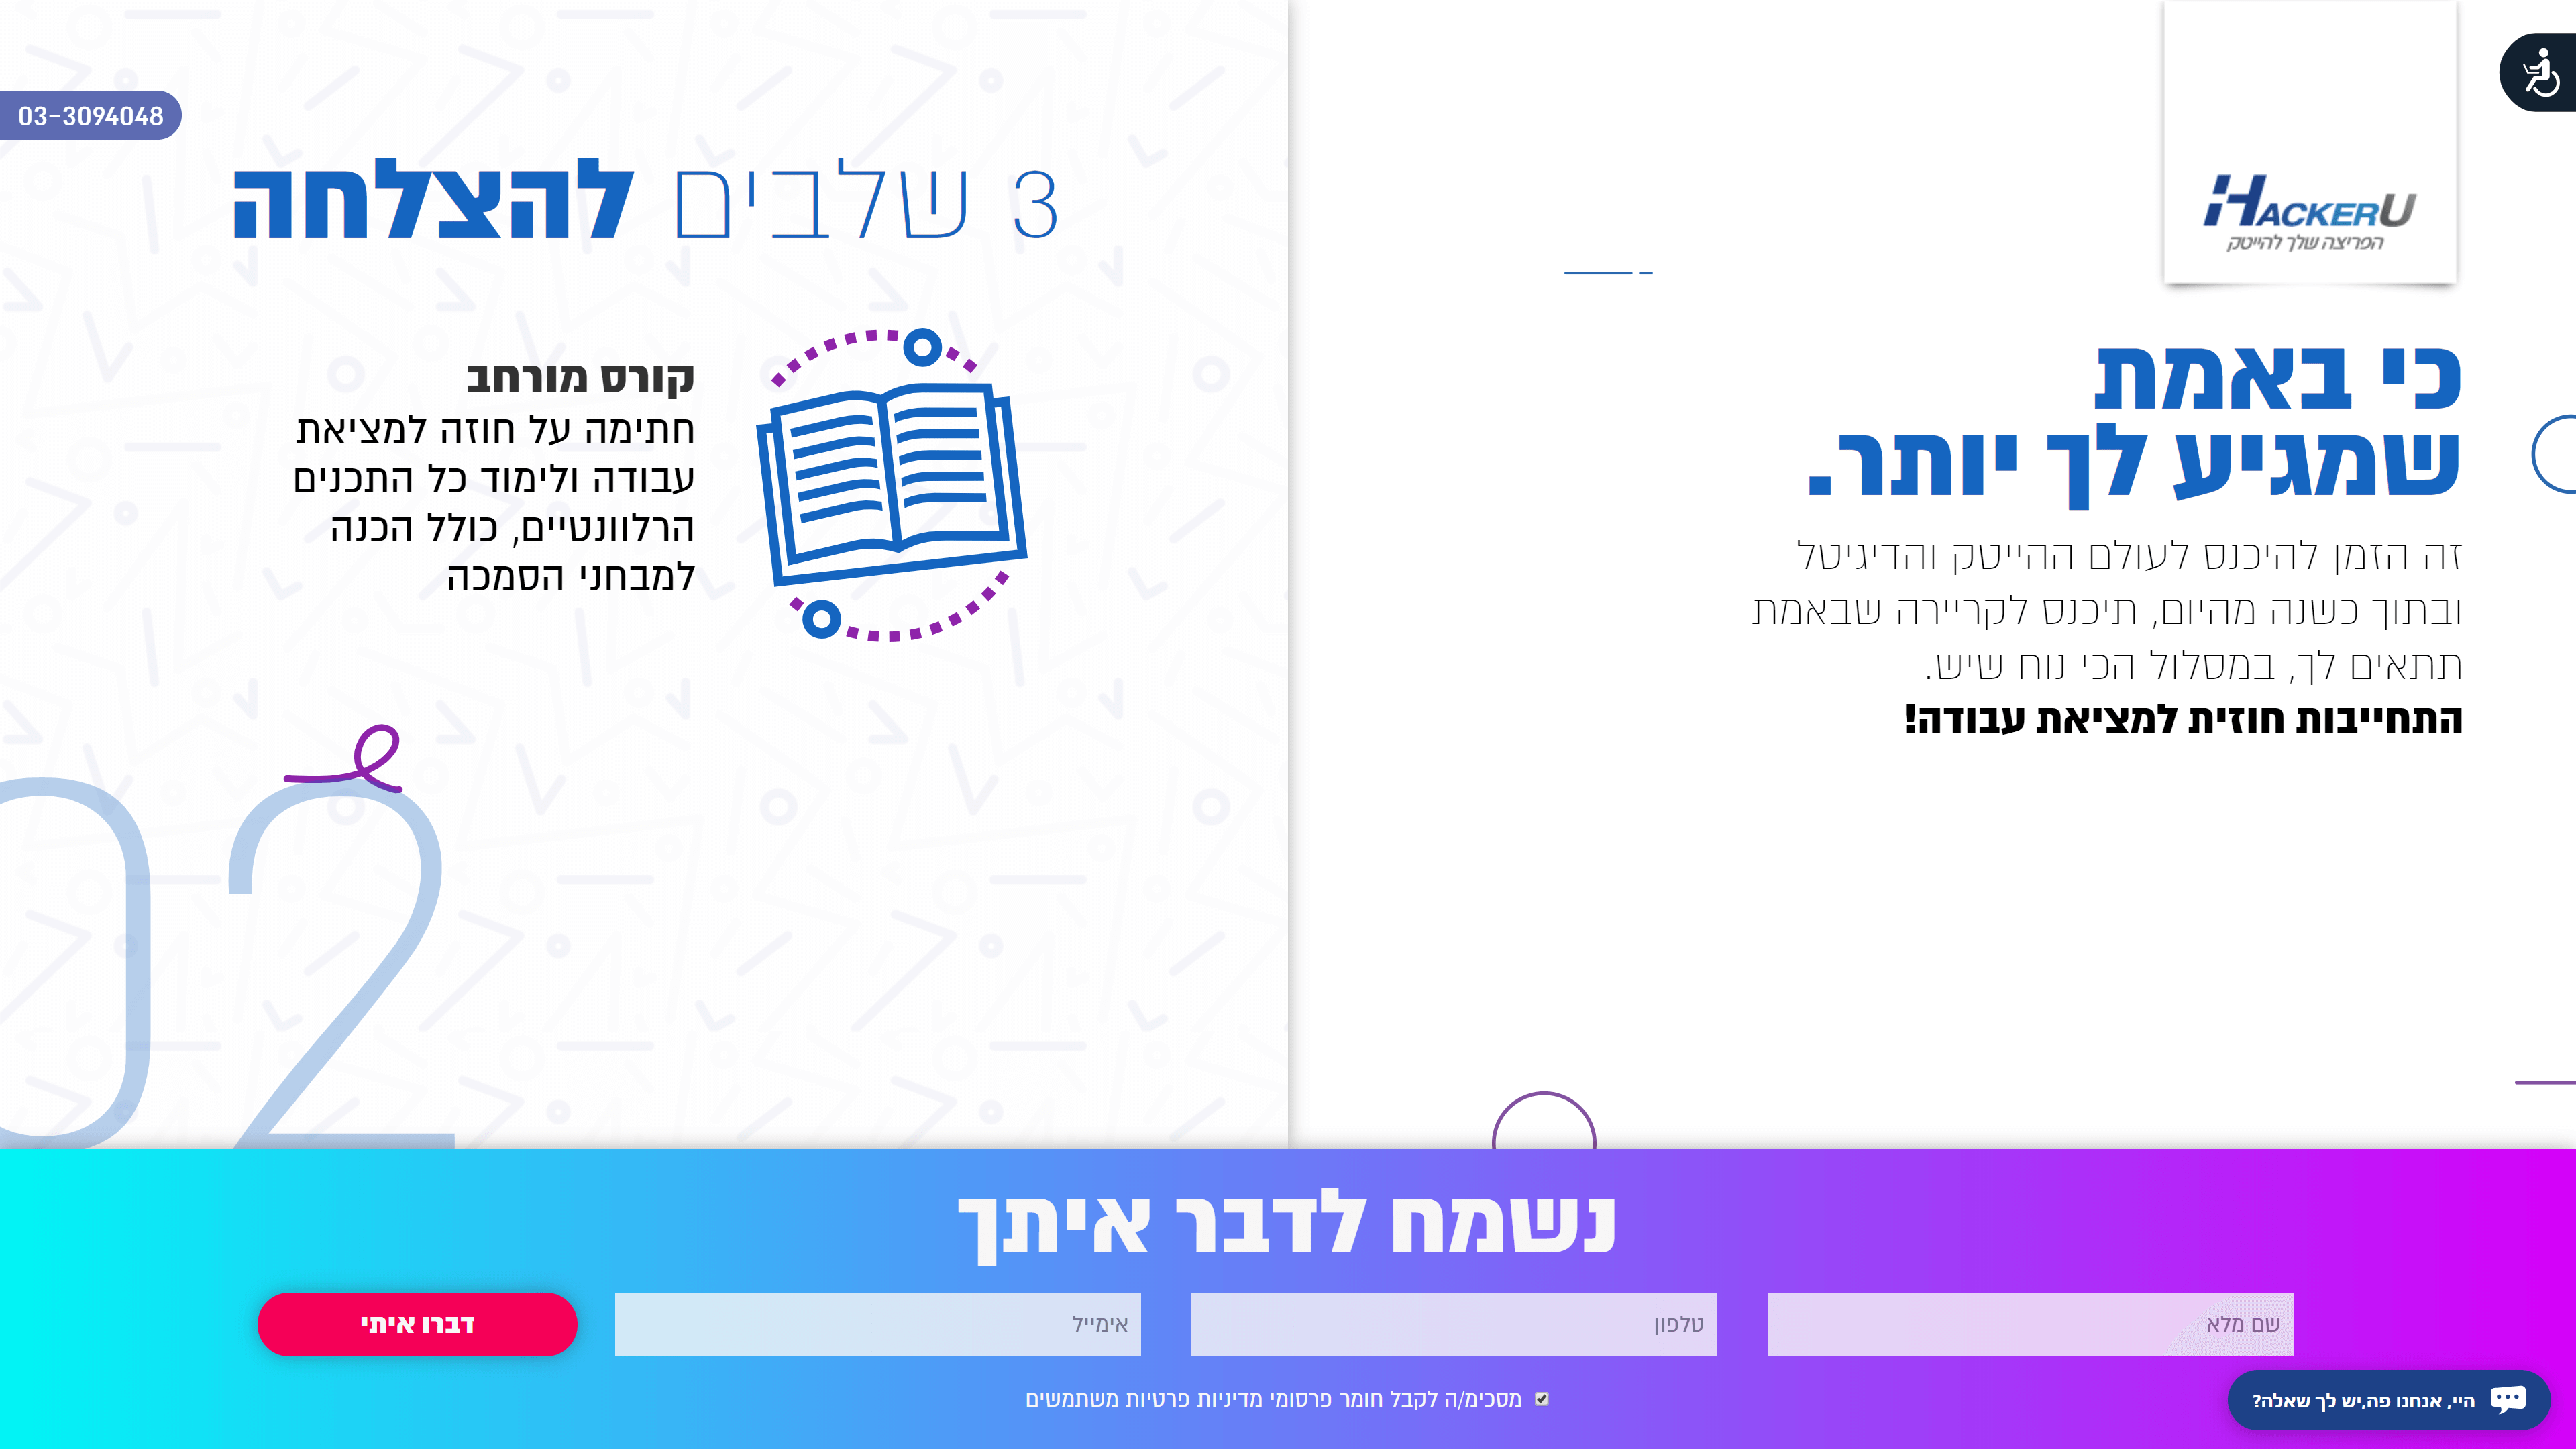 HACKERU
הפריצה שלך להייטק
כי באמת
שמגיע לך יותר.
זה הזמן להיכנס לעולם ההייטק והדיגיטל
ובתוך כשנה מהיום, תיכנס לקריירה שבאמת
תתאים לך, במסלול הכי נוח שיש.
התחייבות חוזית למציאת עבודה!
03-3094048
3 שלבים להצלחה
קורס מורחב
חתימה על חוזה למציאת
עבודה ולימוד כל התכנים
הרלוונטיים, כולל הכנה
למבחני הסמכה
02
נשמח לדבר איתך
שם מלא
טלפון
אימייל
דברו איתי
מסכימ/ה לקבל חומר פרסומי מדיניות פרטיות משתמשים
היי, אנחנו פה,יש לך שאלה?